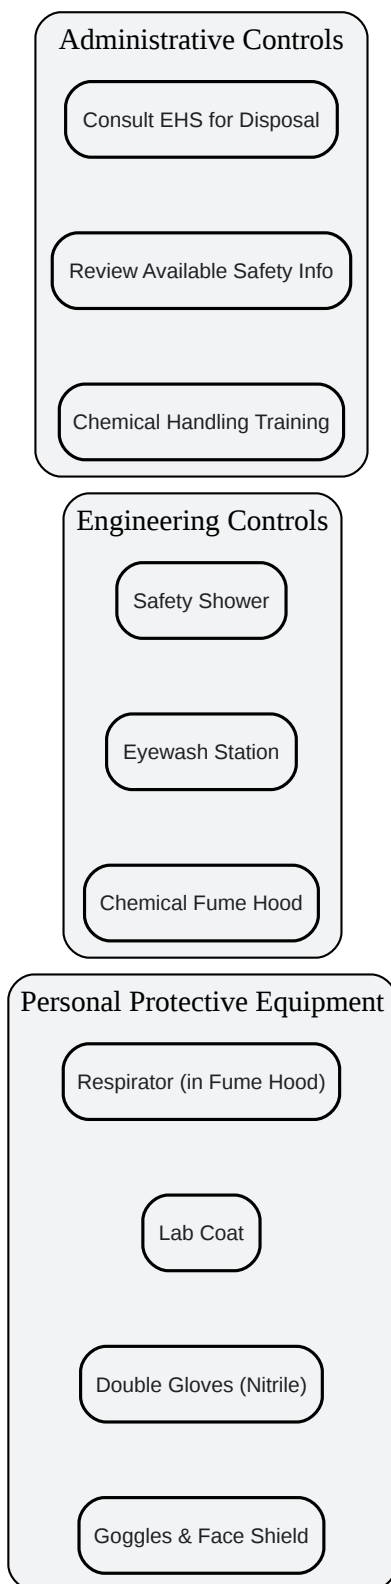 Administrative Controls
Consult EHS for Disposal
Review Available Safety Info
Chemical Handling Training
Engineering Controls
Safety Shower
Eyewash Station
Chemical Fume Hood
Personal Protective Equipment
Respirator (in Fume Hood)
Lab Coat
Double Gloves (Nitrile)
Goggles & Face Shield